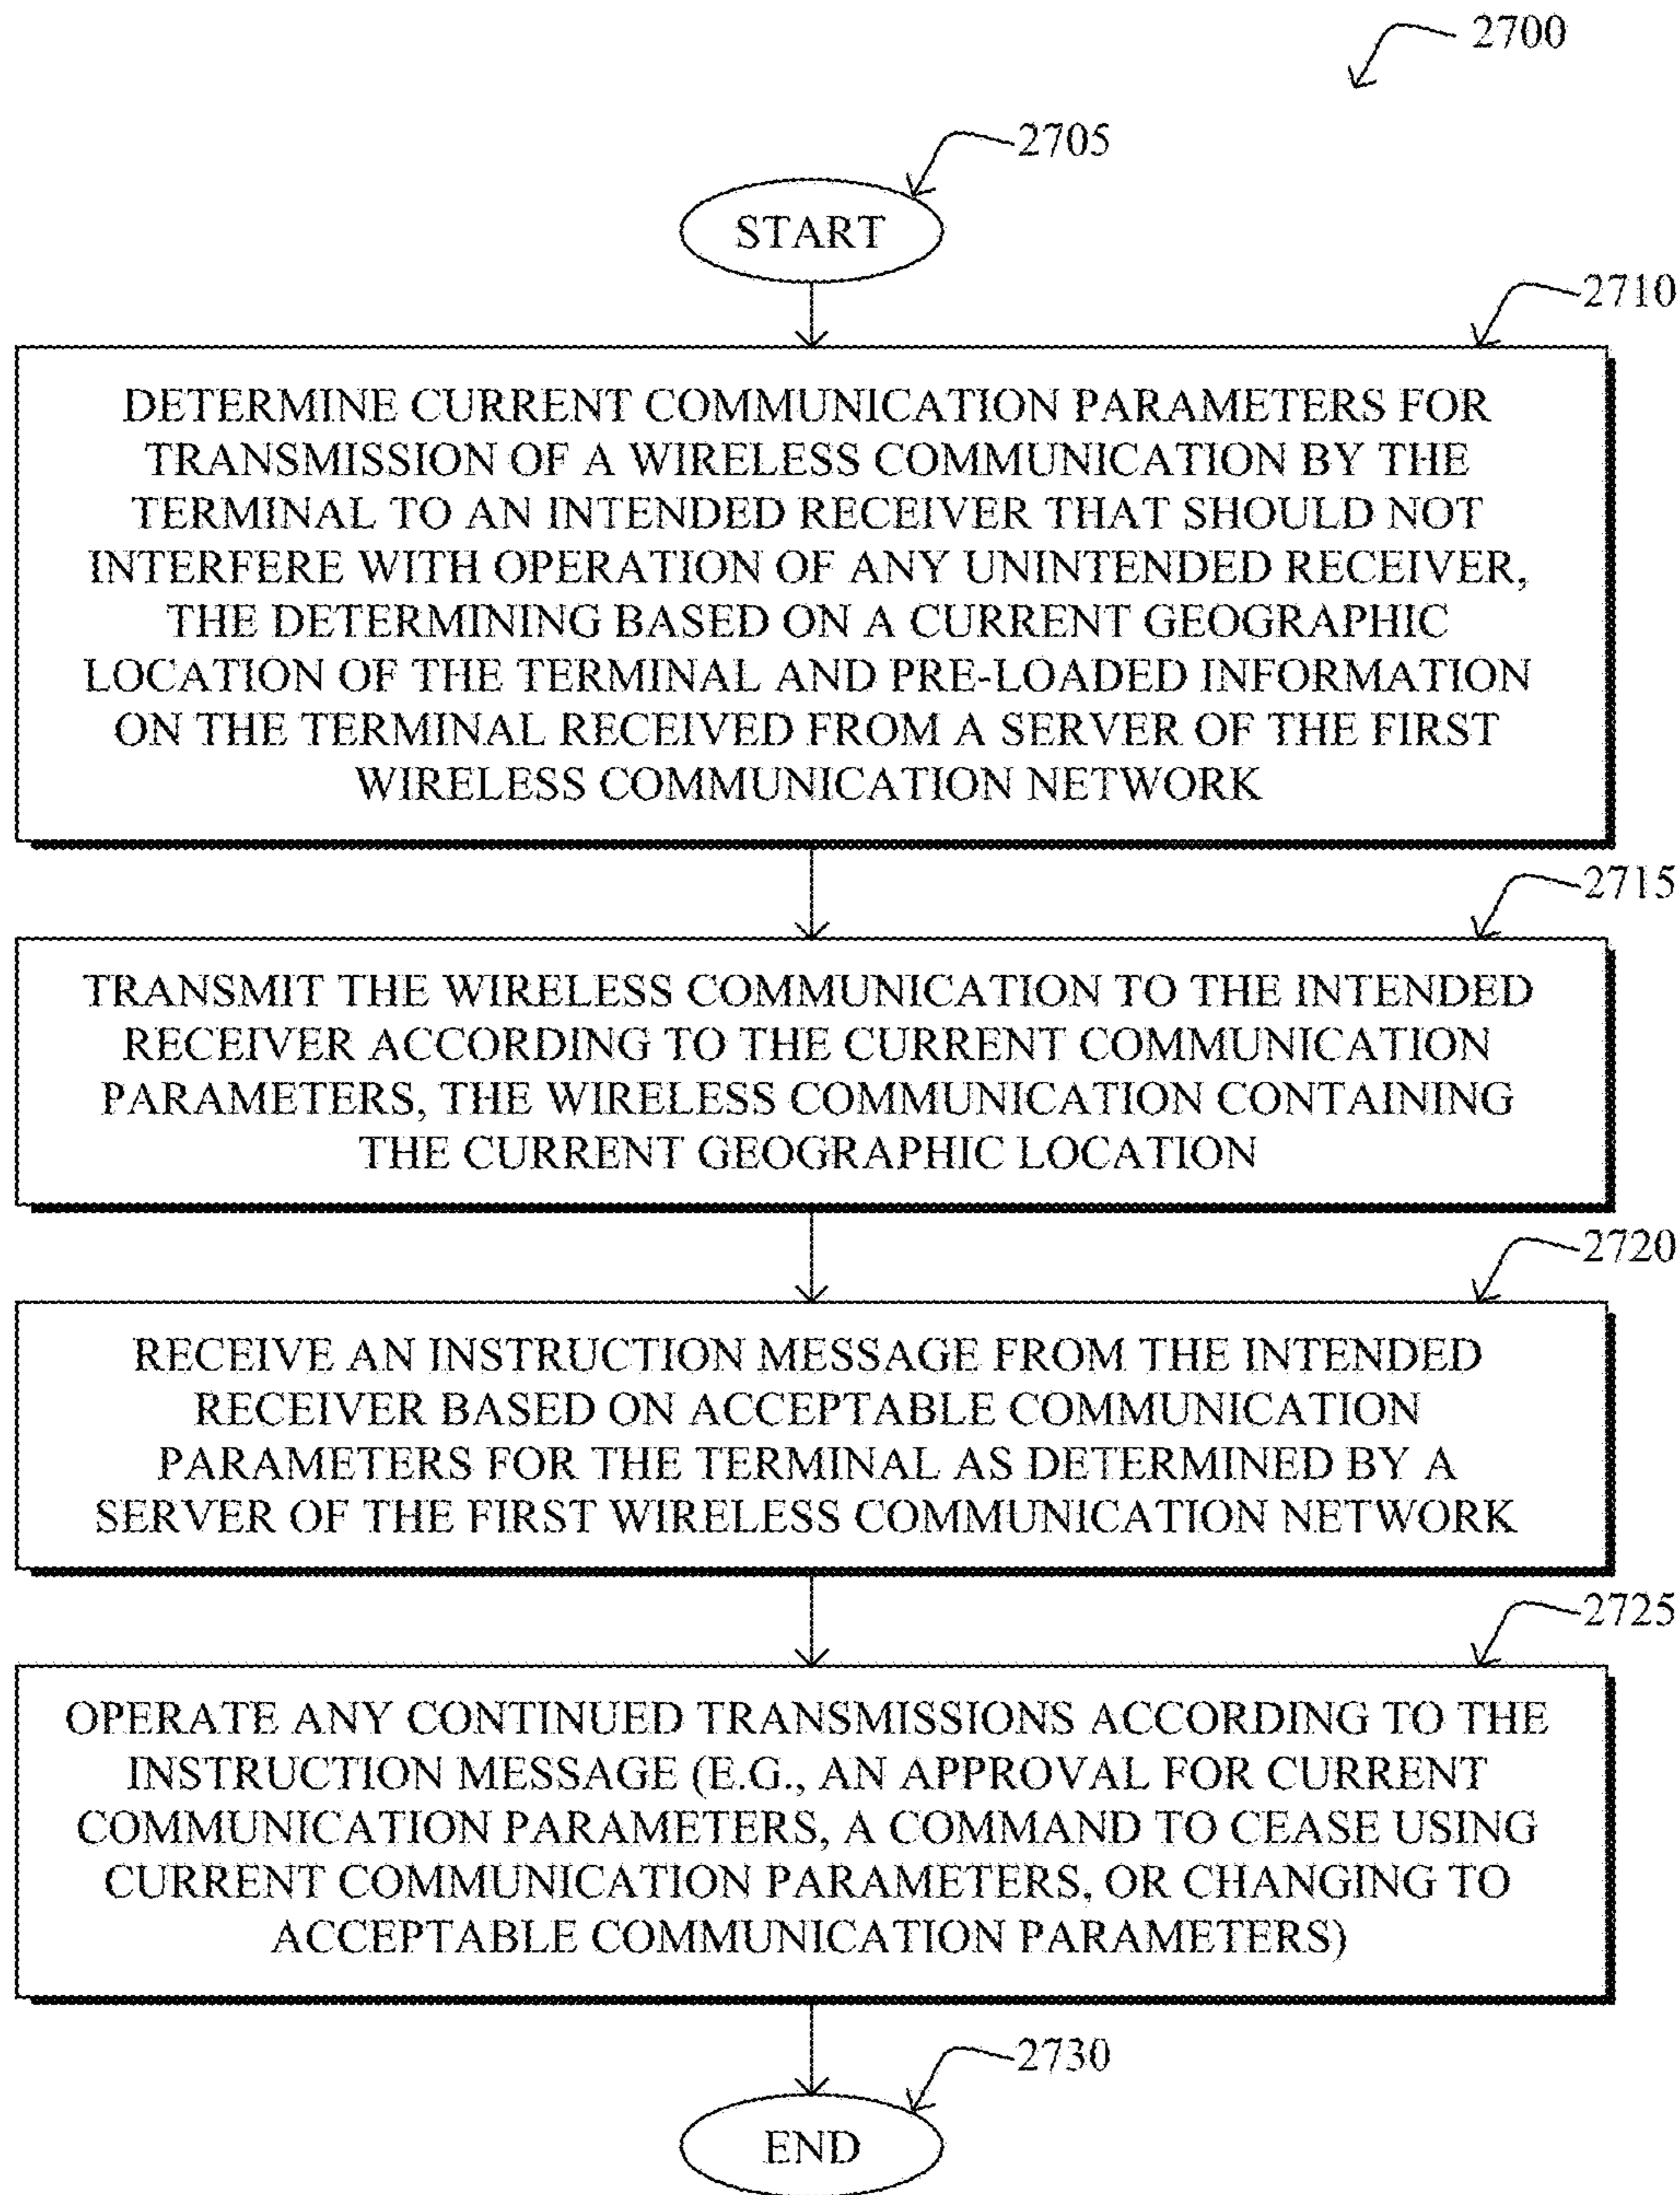 2700
2705
START
2710
DETERMINE CURRENT COMMUNICATION PARAMETERS FOR
TRANSMISSION OF A WIRELESS COMMUNICATION BY THE
TERMINAL TO AN INTENDED RECEIVER THAT SHOULD NOT
INTERFERE WITH OPERATION OF ANY UNINTENDED RECEIVER,
THE DETERMINING BASED ON A CURRENT GEOGRAPHIC
LOCATION OF THE TERMINAL AND PRE-LOADED INFORMATION
ON THE TERMINAL RECEIVED FROM A SERVER OF THE FIRST
WIRELESS COMMUNICATION NETWORK
2715
TRANSMIT THE WIRELESS COMMUNICATION TO THE INTENDED
RECEIVER ACCORDING TO THE CURRENT COMMUNICATION
PARAMETERS, THE WIRELESS COMMUNICATION CONTAINING
THE CURRENT GEOGRAPHIC LOCATION
2720
RECEIVE AN INSTRUCTION MESSAGE FROM THE INTENDED
RECEIVER BASED ON ACCEPTABLE COMMUNICATION
PARAMETERS FOR THE TERMINAL AS DETERMINED BY A
SERVER OF THE FIRST WIRELESS COMMUNICATION NETWORK
2725
OPERATE ANY CONTINUED TRANSMISSIONS ACCORDING TO THE
INSTRUCTION MESSAGE (E.G., AN APPROVAL FOR CURRENT
COMMUNICATION PARAMETERS, A COMMAND TO CEASE USING
CURRENT COMMUNICATION PARAMETERS, OR CHANGING TO
ACCEPTABLE COMMUNICATION PARAMETERS)
2730
END